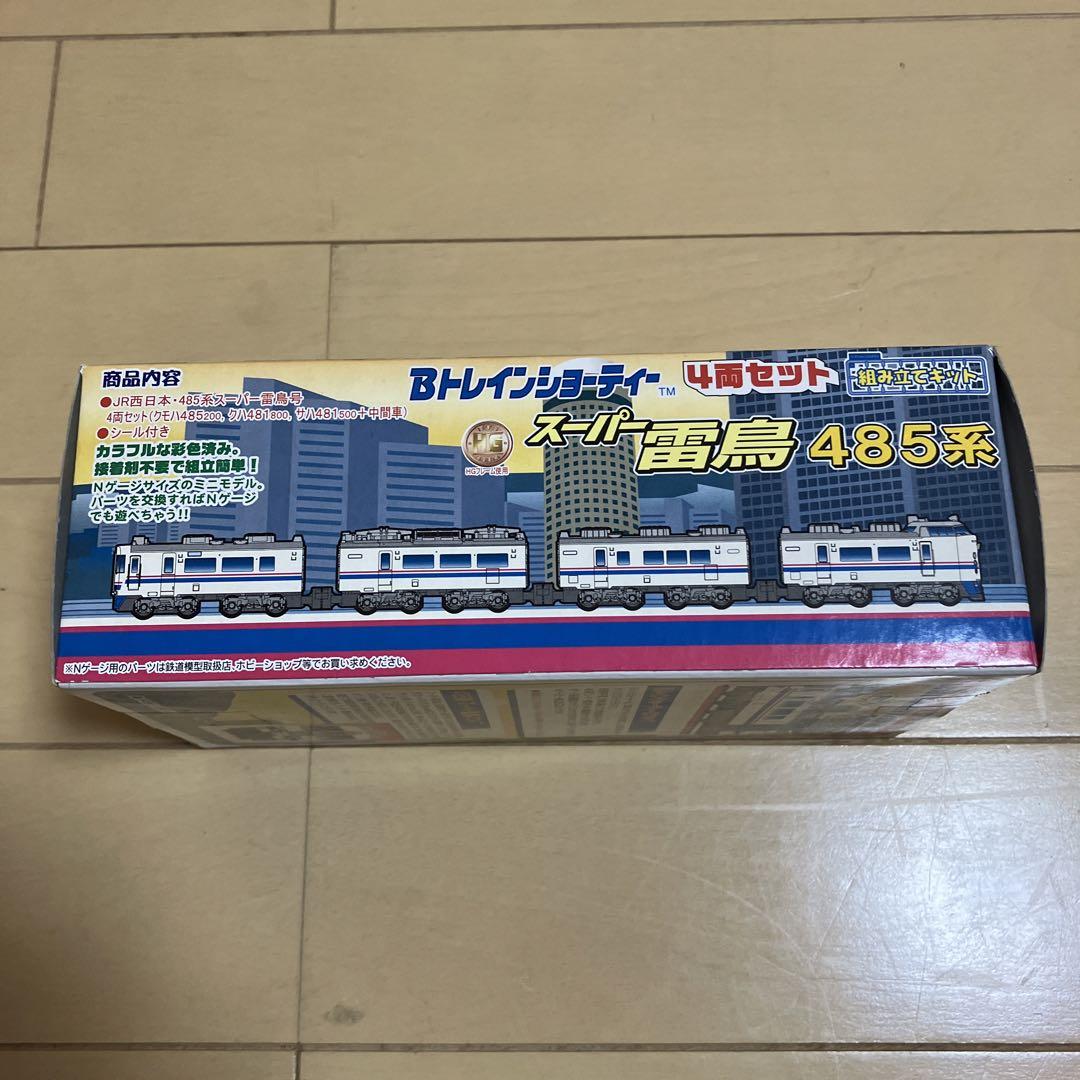 商品内容
●JR西日本・485系スーパー雷鳥号
4両セット(クモハ485200, クハ481800, サハ481500+中間車)
●シール付き
カラフルな彩色済み。
接着剤不要で組立簡単!
Nゲージサイズのミニモデル。
パーツを交換すればNゲージ
でも遊べちゃう!!
HG
HGフレーム使用
Bトレインショーティー™
4両セット
組み立てキット
スーパー雷鳥 485系
※Nゲージ用のパーツは鉄道模型取扱店、ホビーショップ等でお買い求めください。